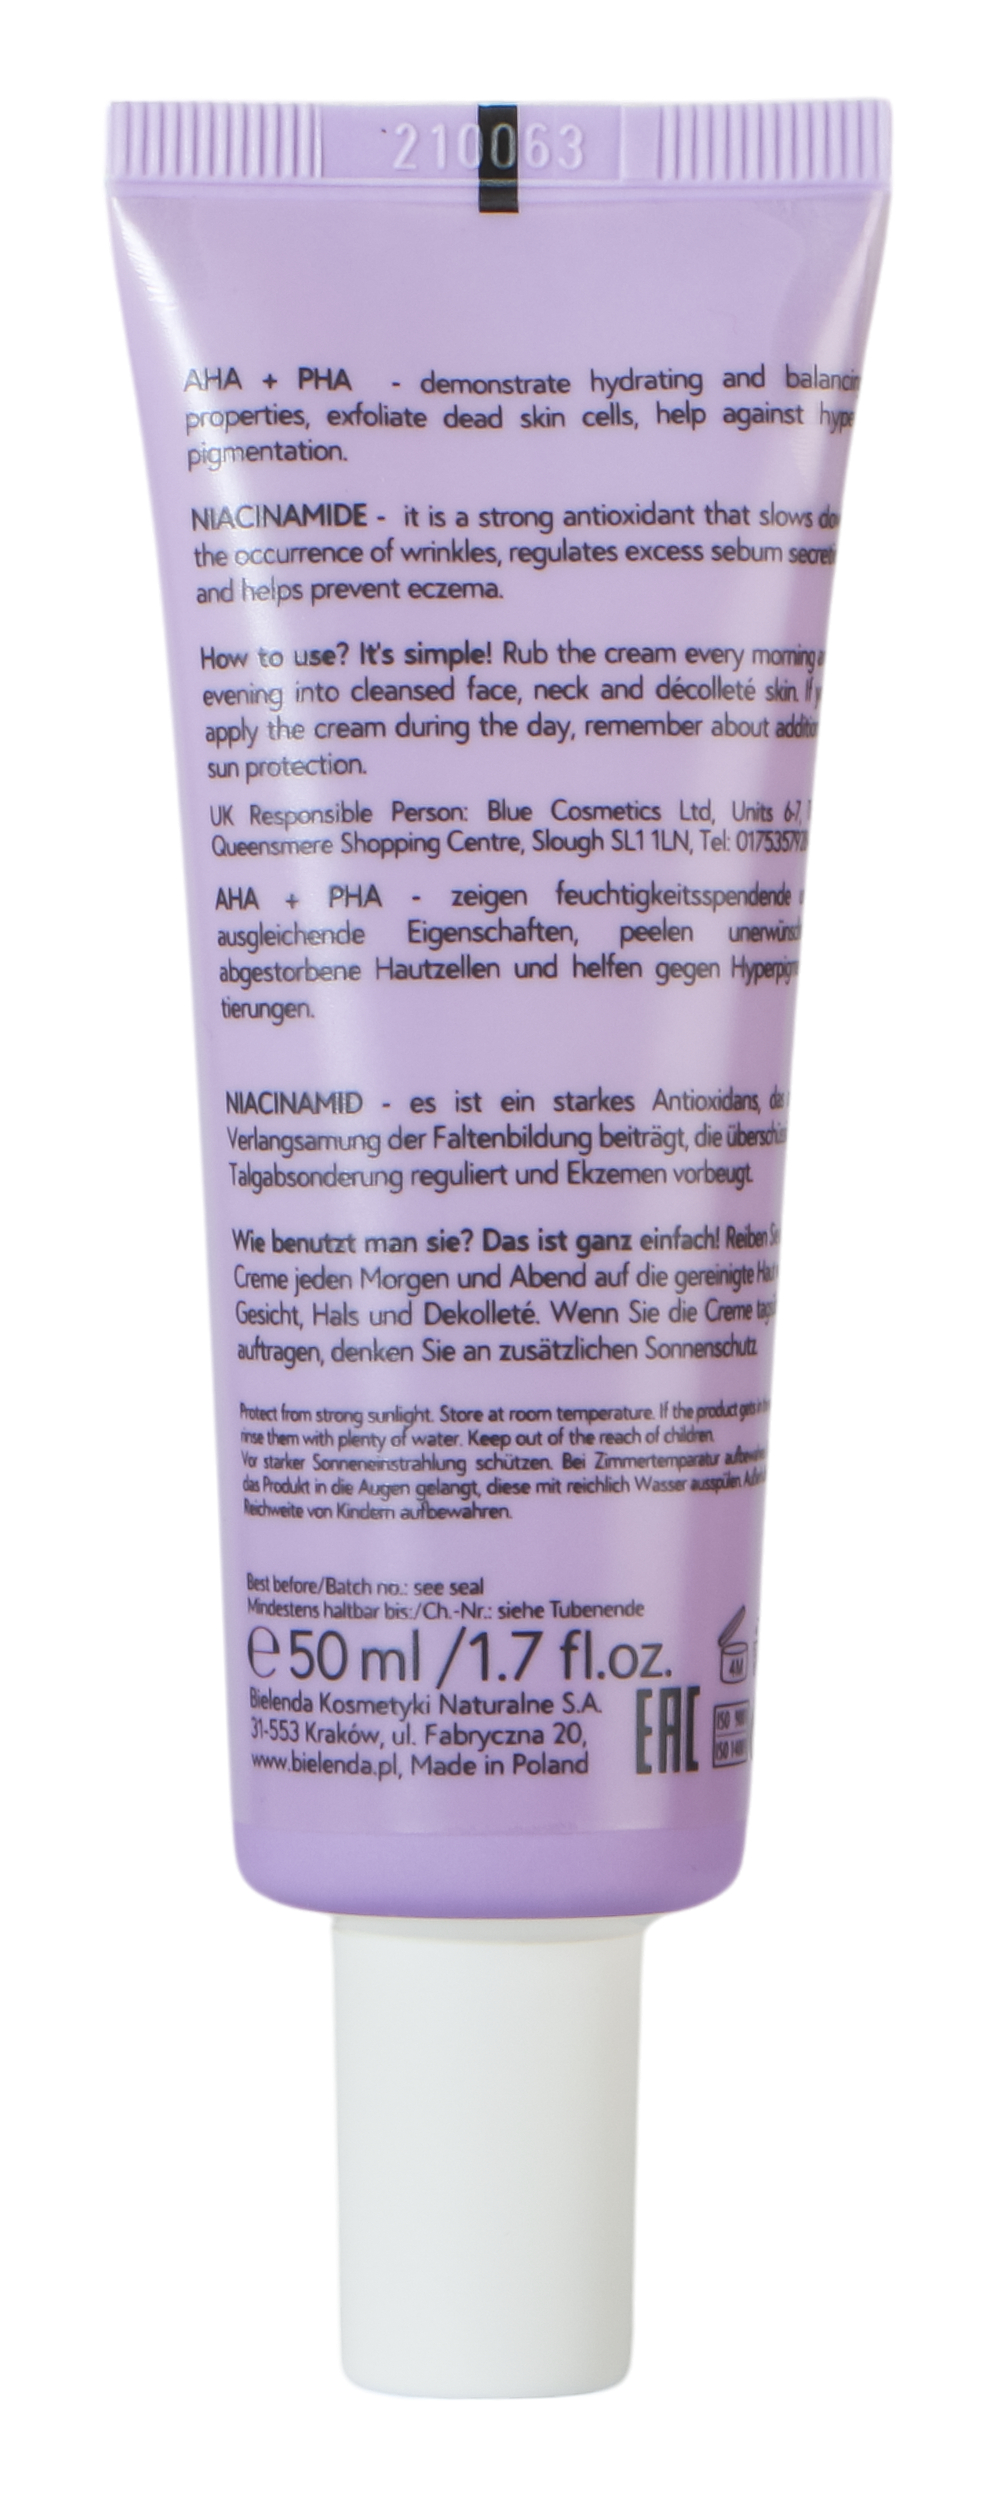 210063
AHA + PHA - demonstrate hydrating and
properties, exfoliate dead skin cells, help against
pigmentation.
NIACINAMIDE - it is a strong antioxidant that slows
the occurrence of wrinkles, regulates excess sebum
and helps prevent eczema.
How to use? It's simple! Rub the cream every morning
evening into cleansed face, neck and décolleté skin. If
apply the cream during the day, remember about
sun protection.
UK Responsible Person: Blue Cosmetics Ltd, Units 6-7,
Queensmere Shopping Centre, Slough SL1 1LN, Tel:
AHA + PHA - zeigen feuchtigkeitsspendende
ausgleichende Eigenschaften, peelen
abgestorbene Hautzellen und helfen gegen
tierungen.
NIACINAMID - es ist ein starkes Antioxidans,
Verlangsamung der Faltenbildung beiträgt, die
Talgabsonderung reguliert und Ekzemen vorbeugt.
Wie benutzt man sie? Das ist ganz einfach! Reiben
Creme jeden Morgen und Abend auf die gereinigte
Gesicht, Hals und Dekolleté. Wenn Sie die Creme
auftragen, denken Sie an zusätzlichen Sonnenschutz.
Protect from strong sunlight. Store at room temperature. If the product gets in
rinse them with plenty of water. Keep out of the reach of children.
Vor starker Sonneneinstrahlung schützen. Bei Zimmertemperatur
das Produkt in die Augen gelangt, diese mit reichlich Wasser ausspülen.
Reichweite von Kindern aufbewahren.
Best before/Batch no.: see seal
Mindestens haltbar bis:/Ch.-Nr.: siehe Tubenende
℮ 50 ml /1.7 fl.oz.
4M
Bielenda Kosmetyki Naturalne S.A.
31-553 Kraków, ul. Fabryczna 20,
www.bielenda.pl, Made in Poland
EAC
ISO
ISO